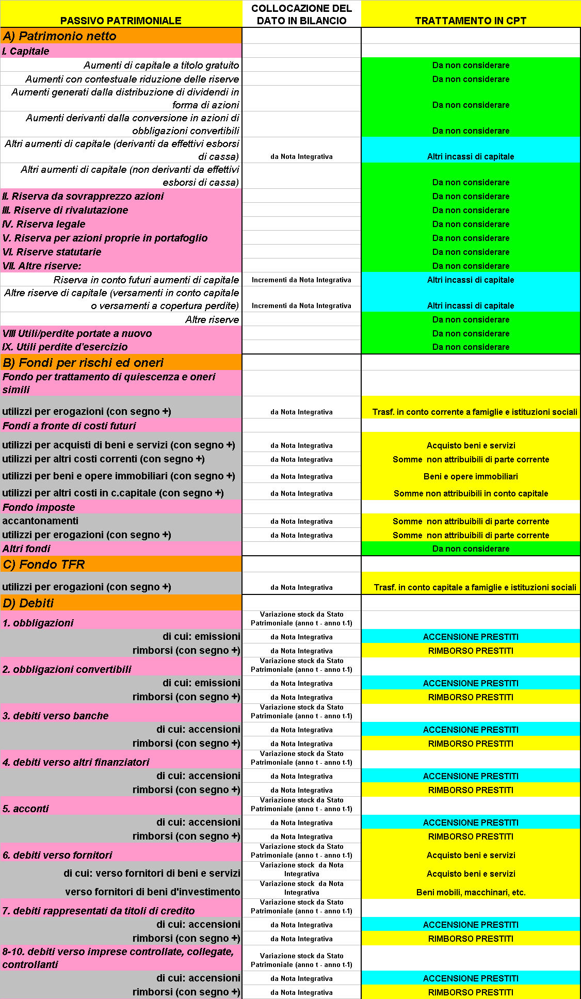 PASSIVO PATRIMONIALE
COLLOCAZIONE DEL
DATO IN BILANCIO
TRATTAMENTO IN CPT
A) Patrimonio netto
I. Capitale
Aumenti di capitale a titolo gratuito
Da non considerare
Aumenti con contestuale riduzione delle riserve
Da non considerare
Aumenti generati dalla distribuzione di dividendi in
forma di azioni
Da non considerare
Aumenti derivanti dalla conversione in azioni di
obbligazioni convertibili
Da non considerare
Altri aumenti di capitale (derivanti da effettivi esborsi
di cassa)
da Nota Integrativa
Altri incassi di capitale
Altri aumenti di capitale (non derivanti da effettivi
esborsi di cassa)
Da non considerare
II. Riserva da sovrapprezzo azioni
Da non considerare
III. Riserve di rivalutazione
Da non considerare
IV. Riserva legale
Da non considerare
V. Riserva per azioni proprie in portafoglio
Da non considerare
VI. Riserve statutarie
Da non considerare
VII. Altre riserve:
Da non considerare
Riserva in conto futuri aumenti di capitale
Incrementi da Nota Integrativa
Altri incassi di capitale
Altre riserve di capitale (versamenti in conto capitale
o versamenti a copertura perdite)
Incrementi da Nota Integrativa
Altri incassi di capitale
Altre riserve
Da non considerare
VIII Utili/perdite portate a nuovo
Da non considerare
IX. Utili perdite d'esercizio
Da non considerare
B) Fondi per rischi ed oneri
Fondo per trattamento di quiescenza e oneri
simili
utilizzi per erogazioni (con segno +)
da Nota Integrativa
Trasf. in conto corrente a famiglie e istituzioni sociali
Fondi a fronte di costi futuri
utilizzi per acquisti di beni e servizi (con segno +)
da Nota Integrativa
Acquisto beni e servizi
utilizzi per altri costi correnti (con segno +)
da Nota Integrativa
Somme non attribuibili di parte corrente
utilizzi per beni e opere immobiliari (con segno +)
da Nota Integrativa
Beni e opere immobiliari
utilizzi per altri costi in c.capitale (con segno +)
da Nota Integrativa
Somme non attribuibili in conto capitale
Fondo imposte
accantonamenti
da Nota Integrativa
Somme non attribuibili di parte corrente
utilizzi per erogazioni (con segno +)
da Nota Integrativa
Somme non attribuibili di parte corrente
Altri fondi
Da non considerare
C) Fondo TFR
utilizzi per erogazioni (con segno +)
da Nota Integrativa
Trasf. in conto capitale a famiglie e istituzioni sociali
D) Debiti
1. obbligazioni
Variazione stock da Stato
Patrimoniale (anno t - anno t-1)
di cui: emissioni
da Nota Integrativa
ACCENSIONE PRESTITI
rimborsi (con segno +)
da Nota Integrativa
RIMBORSO PRESTITI
2. obbligazioni convertibili
Variazione stock da Stato
Patrimoniale (anno t - anno t-1)
di cui: emissioni
da Nota Integrativa
ACCENSIONE PRESTITI
rimborsi (con segno +)
da Nota Integrativa
RIMBORSO PRESTITI
3. debiti verso banche
Variazione stock da Stato
Patrimoniale (anno t - anno t-1)
di cui: accensioni
da Nota Integrativa
ACCENSIONE PRESTITI
rimborsi (con segno +)
da Nota Integrativa
RIMBORSO PRESTITI
4. debiti verso altri finanziatori
Variazione stock da Stato
Patrimoniale (anno t - anno t-1)
di cui: accensioni
da Nota Integrativa
ACCENSIONE PRESTITI
rimborsi (con segno +)
da Nota Integrativa
RIMBORSO PRESTITI
5. acconti
Variazione stock da Stato
Patrimoniale (anno t - anno t-1)
di cui: accensioni
da Nota Integrativa
ACCENSIONE PRESTITI
rimborsi (con segno +)
da Nota Integrativa
RIMBORSO PRESTITI
6. debiti verso fornitori
Variazione stock da Stato
Patrimoniale (anno t - anno t-1)
Acquisto beni e servizi
di cui: verso fornitori di beni e servizi
Variazione stock da Nota
Integrativa
Acquisto beni e servizi
verso fornitori di beni d'investimento
Variazione stock da Nota
Integrativa
Beni mobili, macchinari, etc.
7. debiti rappresentati da titoli di credito
Variazione stock da Stato
Patrimoniale (anno t - anno t-1)
di cui: accensioni
da Nota Integrativa
ACCENSIONE PRESTITI
rimborsi (con segno +)
da Nota Integrativa
RIMBORSO PRESTITI
8-10. debiti verso imprese controllate, collegate,
controllanti
Variazione stock da Stato
Patrimoniale (anno t - anno t-1)
di cui: accensioni
da Nota Integrativa
ACCENSIONE PRESTITI
rimborsi (con segno +)
da Nota Integrativa
RIMBORSO PRESTITI